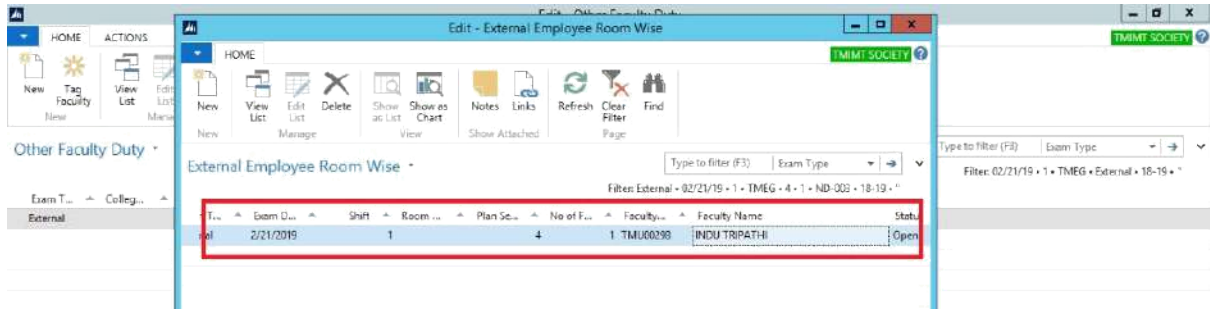 Edit - Other Faculty Duty
Edit - External Employee Room Wise
HOME ACTIONS
HOME
TMIMT SOCIETY
TMIMT SOCIETY
New Tag Faculty View List Edit List
New View List Edit List Delete Show as List Show as Chart Notes Links Refresh Clear Filter Find
New Manage
New Manage View Show Attached Page
Other Faculty Duty
External Employee Room Wise
Type to filter (F3) Exam Type
Type to filter (F3) Exam Type
Filter: External • 02/21/19 • 1 • TMEG • 4 • 1 • ND-003 • 18-19 • ''
Filter: 02/21/19 • 1 • TMEG • External • 18-19 • ''
Exam T... Colleg...
T... Exam D... Shift Room ... Plan Se... No of F... Faculty... Faculty Name Statu
External
nal 2/21/2019 1 4 1 TMU00298 INDU TRIPATHI Open